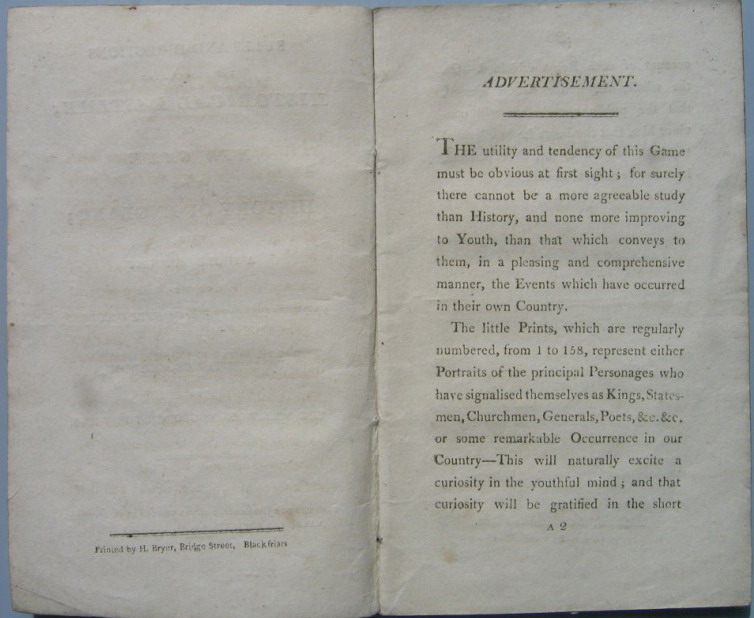 Printed by H. Bryer, Bridge Street, Blackfriars
ADVERTISEMENT.
THE utility and tendency of this Game
must be obvious at first sight; for surely
there cannot be a more agreeable study
than History, and none more improving
to Youth, than that which conveys to
them, in a pleasing and comprehensive
manner, the Events which have occurred
in their own Country.
The little Prints, which are regularly
numbered, from 1 to 158, represent either
Portraits of the principal Personages who
have signalised themselves as Kings, States-
men, Churchmen, Generals, Poets, &c. &c.
or some remarkable Occurrence in our
Country—This will naturally excite a
curiosity in the youthful mind; and that
curiosity will be gratified in the short
A 2